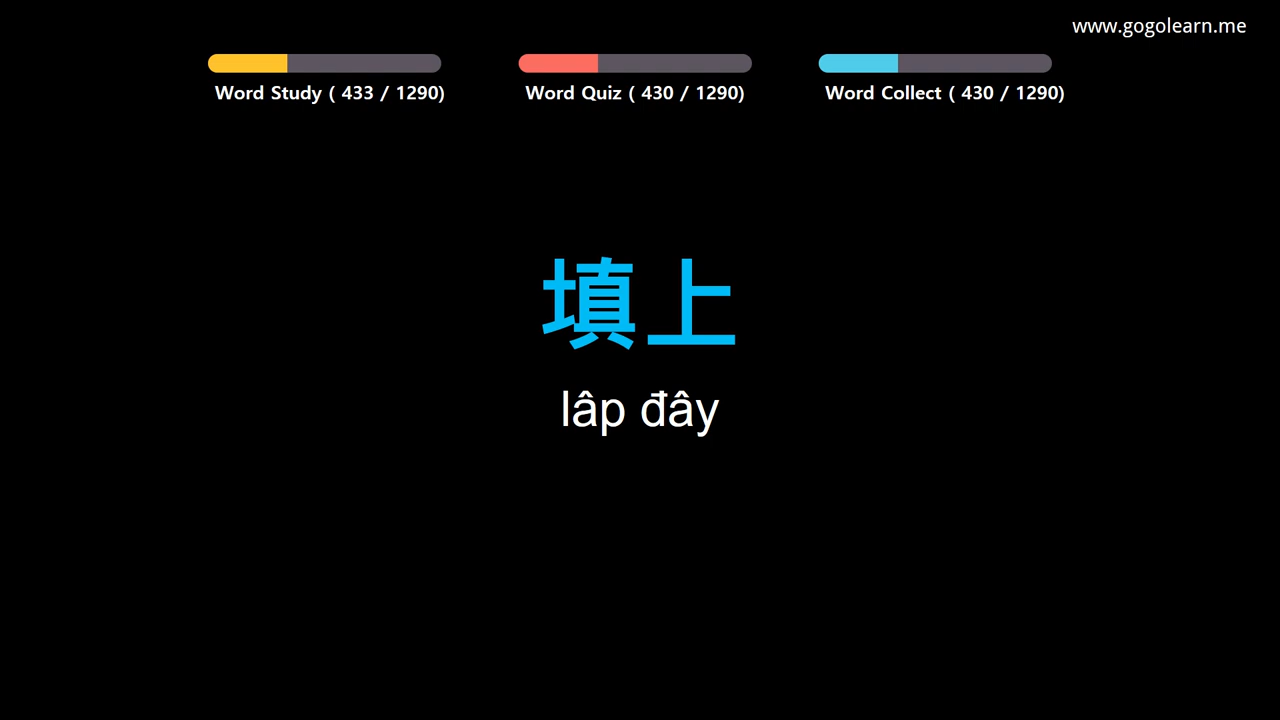 www.gogolearn.me
Word Study ( 433 / 1290)
Word Quiz ( 430 / 1290)
Word Collect ( 430 / 1290)
填上
lâp đây